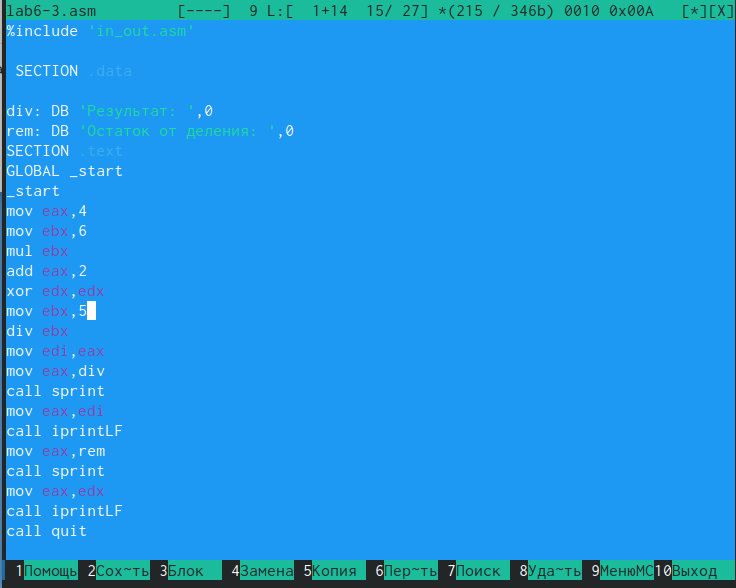 lab6-3.asm [----] 9 L:[ 1+14 15/ 27] *(215 / 346b) 0010 0x00A [*][X]
%include 'in_out.asm'
SECTION .data
div: DB 'Результат: ',0
rem: DB 'Остаток от деления: ',0
SECTION .text
GLOBAL _start
_start
mov eax,4
mov ebx,6
mul ebx
add eax,2
xor edx,edx
mov ebx,5
div ebx
mov edi,eax
mov eax,div
call sprint
mov eax,edi
call iprintLF
mov eax,rem
call sprint
mov eax,edx
call iprintLF
call quit
1Помощь 2Сох~ть 3Блок 4Замена 5Копия 6Пер~ть 7Поиск 8Уда~ть 9МенюMC 10Выход